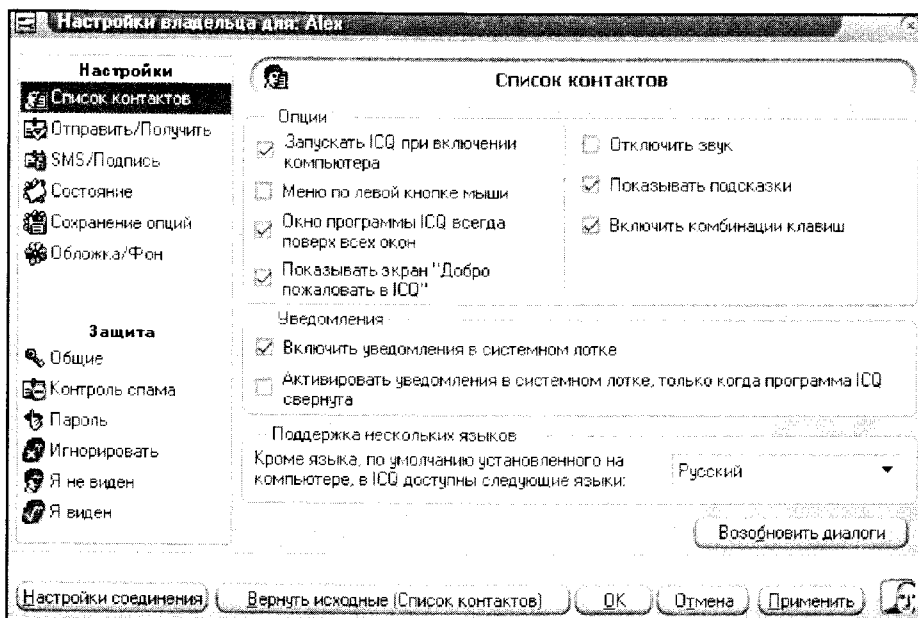 Настройки владельца для: Alex
Настройки
Список контактов
Отправить/Получить
SMS/Подпись
Состояние
Сохранение опций
Обложка/Фон
Защита
Общие
Контроль спама
Пароль
Игнорировать
Я не виден
Я виден
Список контактов
Опции
Запускать ICQ при включении
компьютера
Меню по левой кнопке мыши
Окно программы ICQ всегда
поверх всех окон
Показывать экран "Добро
пожаловать в ICQ"
Отключить звук
Показывать подсказки
Включить комбинации клавиш
Уведомления
Включить уведомления в системном лотке
Активировать уведомления в системном лотке, только когда программа ICQ
свернута
Поддержка нескольких языков
Кроме языка, по умолчанию установленного на
компьютере, в ICQ доступны следующие языки:
Русский
Возобновить диалоги
Настройки соединения
Вернуть исходные (Список контактов)
OK
Отмена
Применить